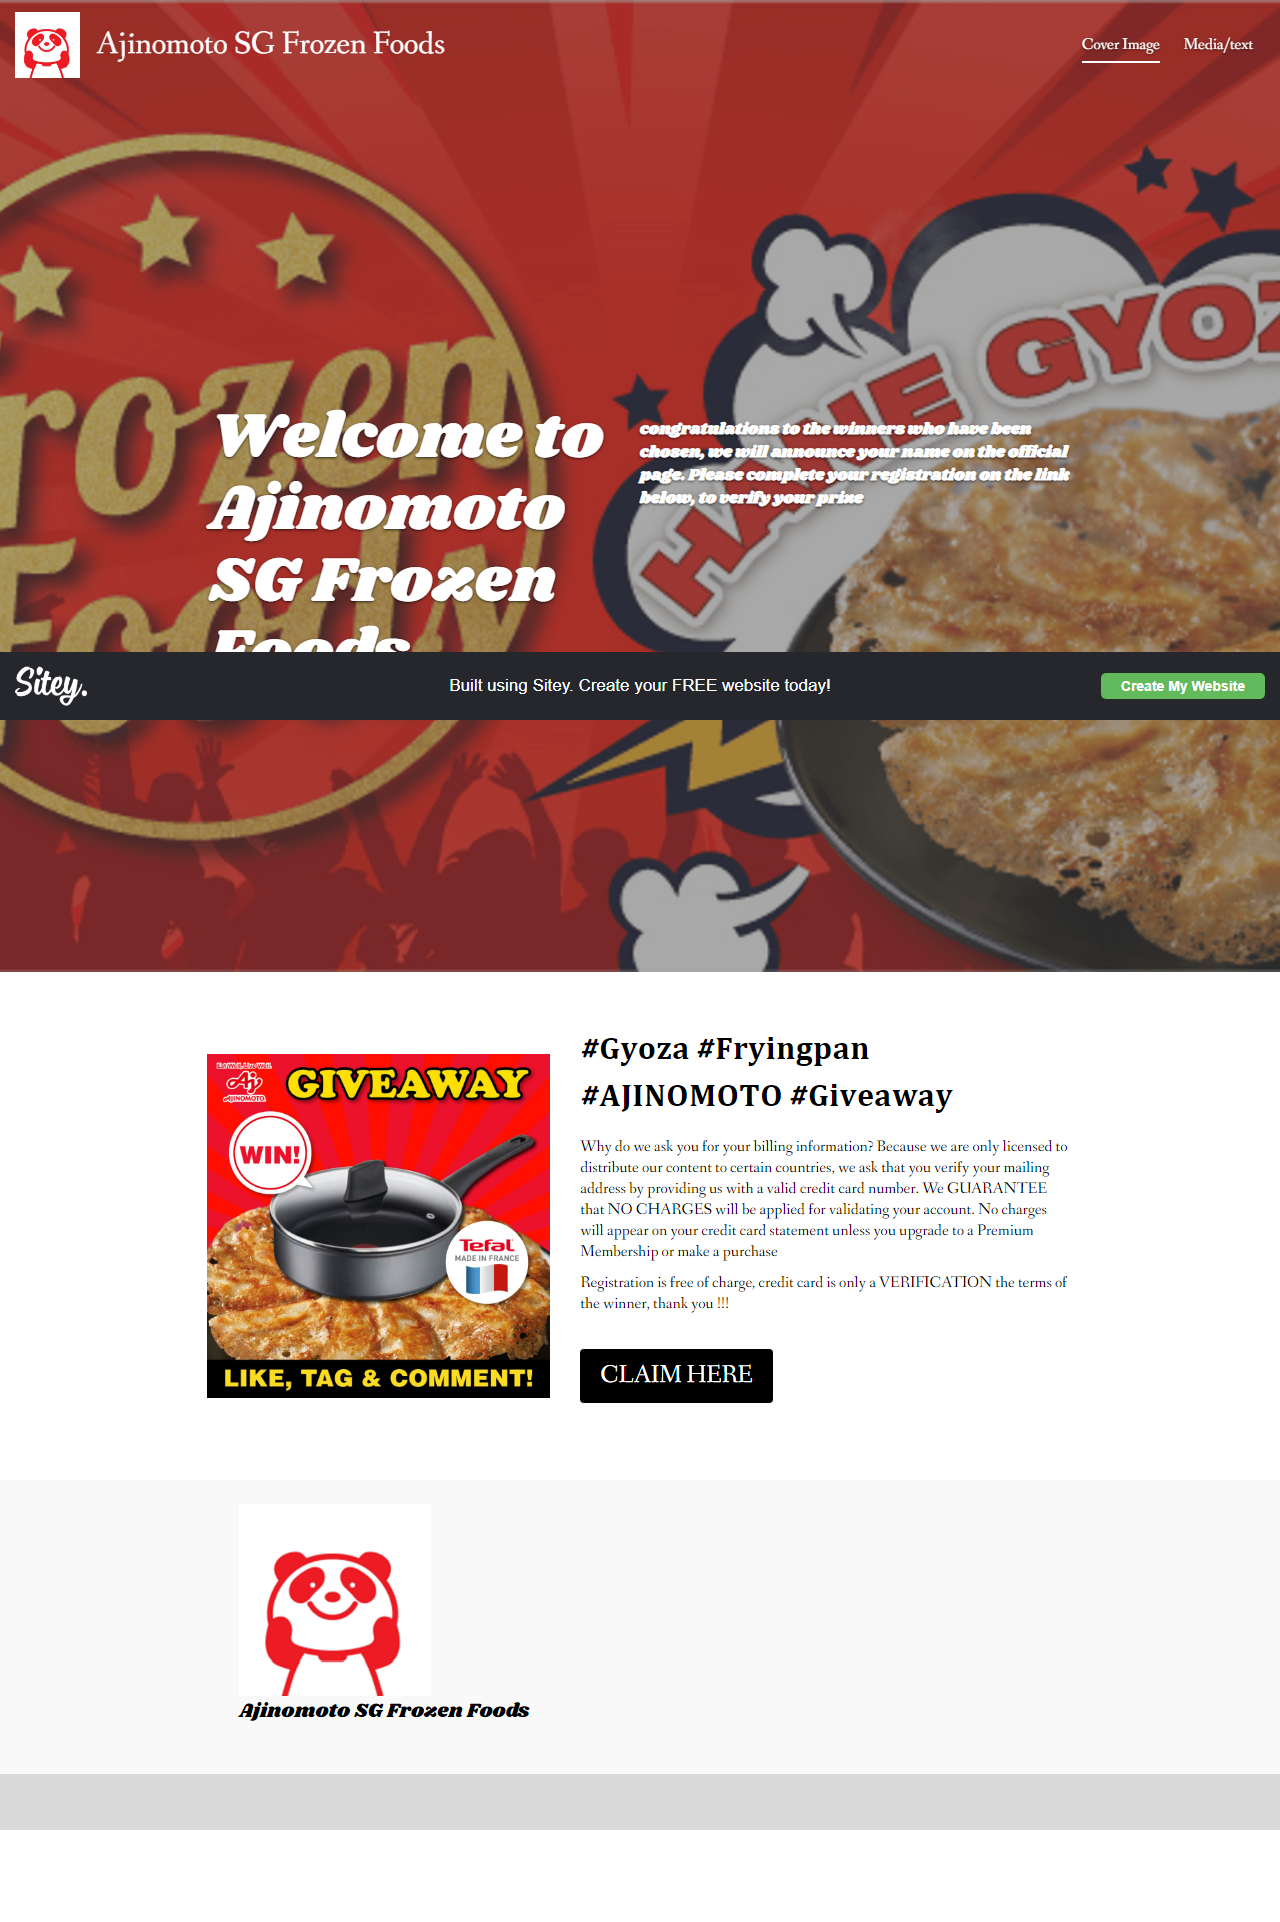 Ajinomoto SG Frozen Foods
Cover Image
Media/text
Frozen
Foods
HANE GYOZ
Welcome to
Ajinomoto
SG Frozen
Foods
congratulations to the winners who have been
chosen, we will announce your name on the official
page. Please complete your registration on the link
below, to verify your prize
Sitey.
Built using Sitey. Create your FREE website today!
Create My Website
#Gyoza #Fryingpan
#AJINOMOTO #Giveaway
Eat Well, Live Well.
Aj
AJINOMOTO
GIVEAWAY
WIN!
Tefal
MADE IN FRANCE
LIKE, TAG & COMMENT!
Why do we ask you for your billing information? Because we are only licensed to
distribute our content to certain countries, we ask that you verify your mailing
address by providing us with a valid credit card number. We GUARANTEE
that NO CHARGES will be applied for validating your account. No charges
will appear on your credit card statement unless you upgrade to a Premium
Membership or make a purchase
Registration is free of charge, credit card is only a VERIFICATION the terms of
the winner, thank you !!!
CLAIM HERE
Ajinomoto SG Frozen Foods